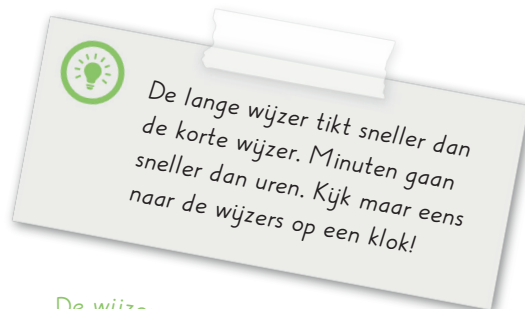 De lange wijzer tikt sneller dan
de korte wijzer. Minuten gaan
sneller dan uren. Kijk maar eens
naar de wijzers op een klok!
De